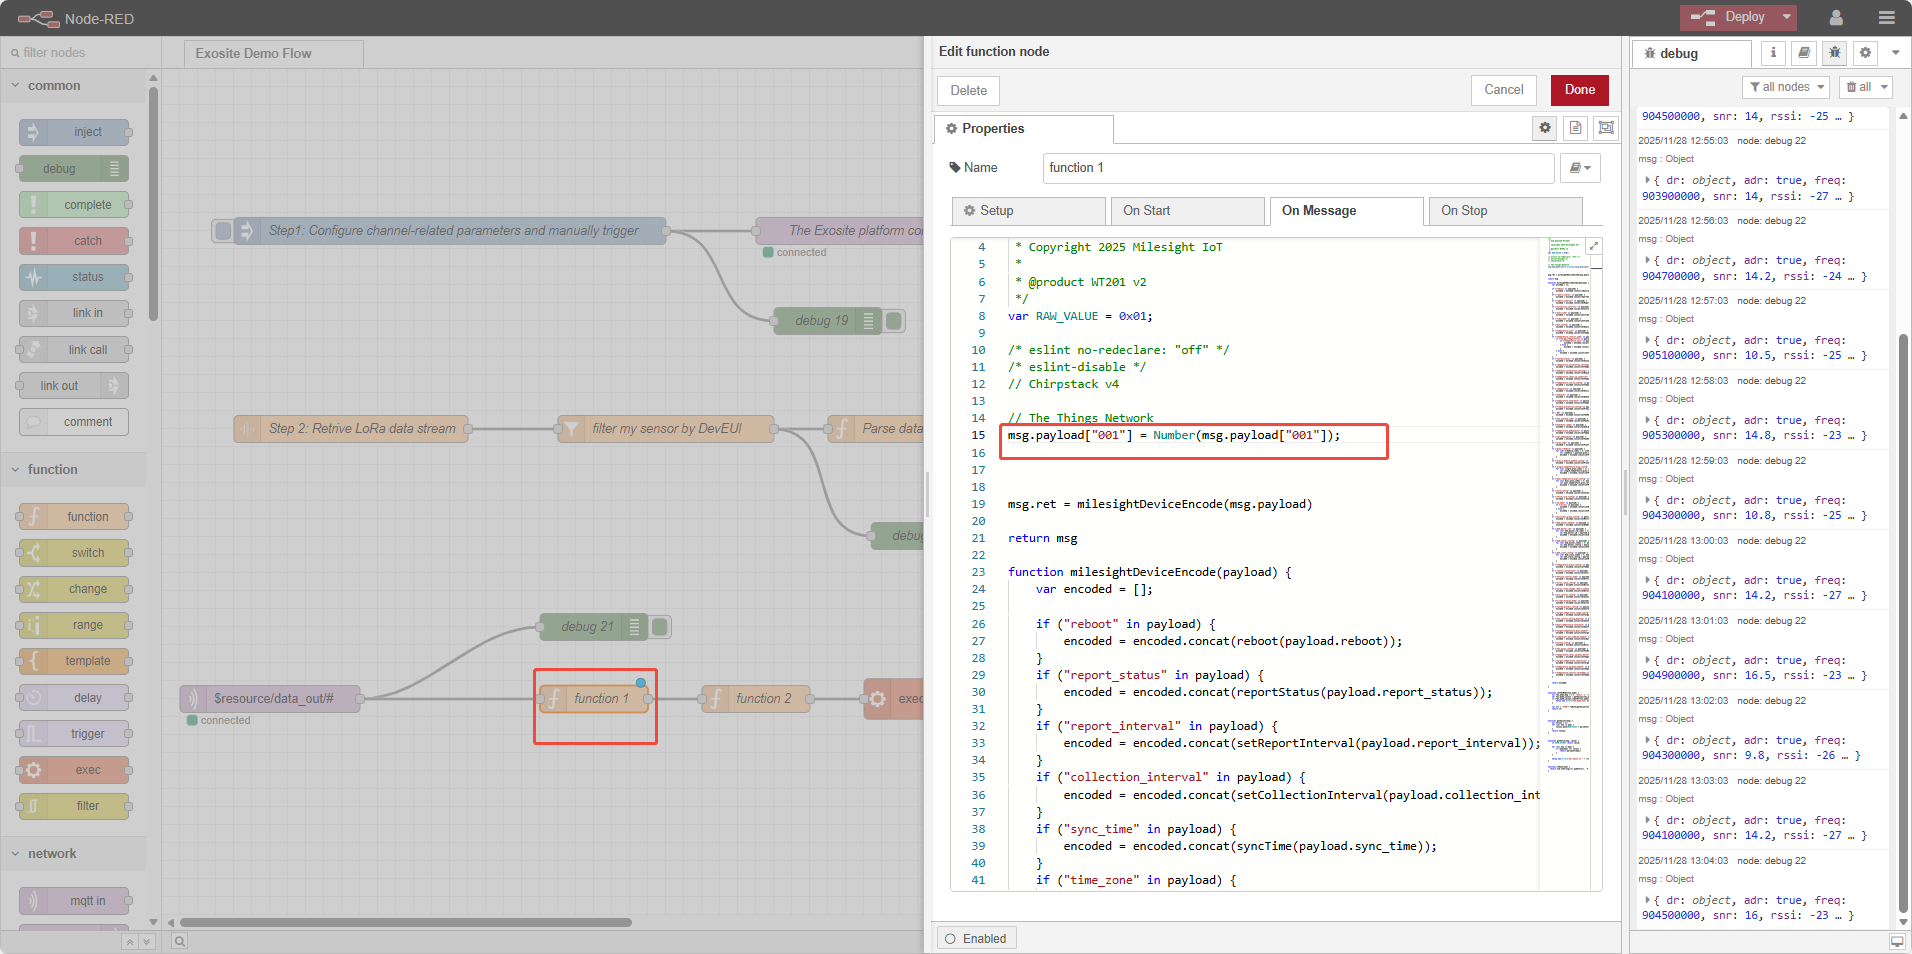 Node-RED
Deploy
filter nodes
Exosite Demo Flow
common
inject
debug
complete
catch
status
link in
link call
link out
comment
function
function
switch
change
range
template
delay
trigger
exec
filter
network
mqtt in
Step1: Configure channel-related parameters and manually trigger
The Exosite platform
connected
debug 19
Step 2: Retrive LoRa data stream
filter my sensor by DevEUI
Parse data
debug 21
$resource/data_out/#
connected
function 1
function 2
exec
Edit function node
Delete
Cancel
Done
Properties
Name
function 1
Setup
On Start
On Message
On Stop
4 * Copyright 2025 Milesight IoT
5 *
6 * @product WT201 v2
7 */
8 var RAW_VALUE = 0x01;
9
10 /* eslint no-redeclare: "off" */
11 /* eslint-disable */
12 // Chirpstack v4
13
14 // The Things Network
15 msg.payload["001"] = Number(msg.payload["001"]);
16
17
18
19 msg.ret = milesightDeviceEncode(msg.payload)
20
21 return msg
22
23 function milesightDeviceEncode(payload) {
24 var encoded = [];
25
26 if ("reboot" in payload) {
27 encoded = encoded.concat(reboot(payload.reboot));
28 }
29 if ("report_status" in payload) {
30 encoded = encoded.concat(reportStatus(payload.report_status));
31 }
32 if ("report_interval" in payload) {
33 encoded = encoded.concat(setReportInterval(payload.report_interval));
34 }
35 if ("collection_interval" in payload) {
36 encoded = encoded.concat(setCollectionInterval(payload.collection_int
37 }
38 if ("sync_time" in payload) {
39 encoded = encoded.concat(syncTime(payload.sync_time));
40 }
41 if ("time_zone" in payload) {
Enabled
debug
all nodes
all
904500000, snr: 14, rssi: -25 … }
2025/11/28 12:55:03 node: debug 22
msg : Object
{ dr: object, adr: true, freq:
903900000, snr: 14, rssi: -27 … }
2025/11/28 12:56:03 node: debug 22
msg : Object
{ dr: object, adr: true, freq:
904700000, snr: 14.2, rssi: -24 … }
2025/11/28 12:57:03 node: debug 22
msg : Object
{ dr: object, adr: true, freq:
905100000, snr: 10.5, rssi: -25 … }
2025/11/28 12:58:03 node: debug 22
msg : Object
{ dr: object, adr: true, freq:
905300000, snr: 14.8, rssi: -23 … }
2025/11/28 12:59:03 node: debug 22
msg : Object
{ dr: object, adr: true, freq:
904300000, snr: 10.8, rssi: -25 … }
2025/11/28 13:00:03 node: debug 22
msg : Object
{ dr: object, adr: true, freq:
904100000, snr: 14.2, rssi: -27 … }
2025/11/28 13:01:03 node: debug 22
msg : Object
{ dr: object, adr: true, freq:
904900000, snr: 16.5, rssi: -23 … }
2025/11/28 13:02:03 node: debug 22
msg : Object
{ dr: object, adr: true, freq:
904300000, snr: 9.8, rssi: -26 … }
2025/11/28 13:03:03 node: debug 22
msg : Object
{ dr: object, adr: true, freq:
904100000, snr: 14.2, rssi: -27 … }
2025/11/28 13:04:03 node: debug 22
msg : Object
{ dr: object, adr: true, freq:
904500000, snr: 16, rssi: -23 … }